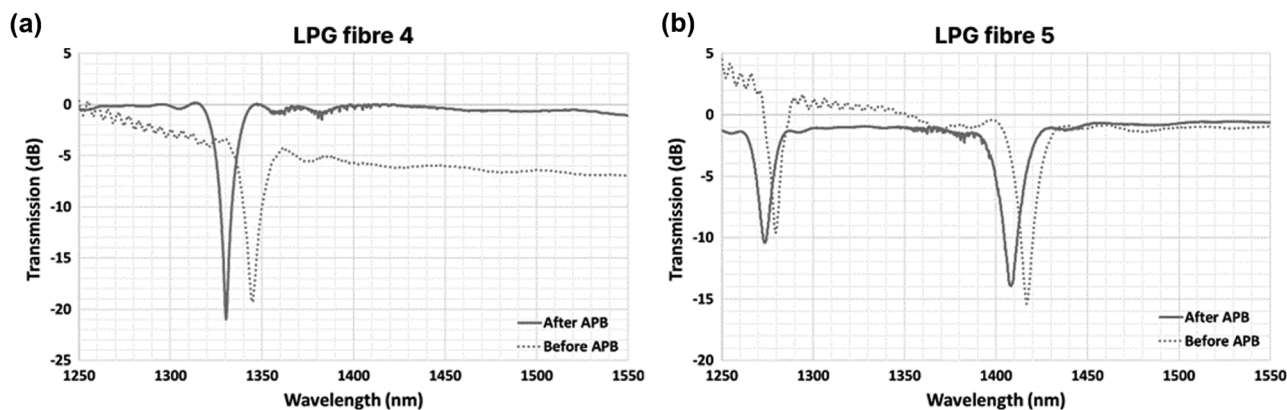 (a)
LPG fibre 4
5
0
-5
-10
-15
-20
-25
Transmission (dB)
After APB
Before APB
1250 1300 1350 1400 1450 1500 1550
Wavelength (nm)
(b)
LPG fibre 5
5
0
-5
-10
-15
-20
Transmission (dB)
After APB
Before APB
1250 1300 1350 1400 1450 1500 1550
Wavelength (nm)